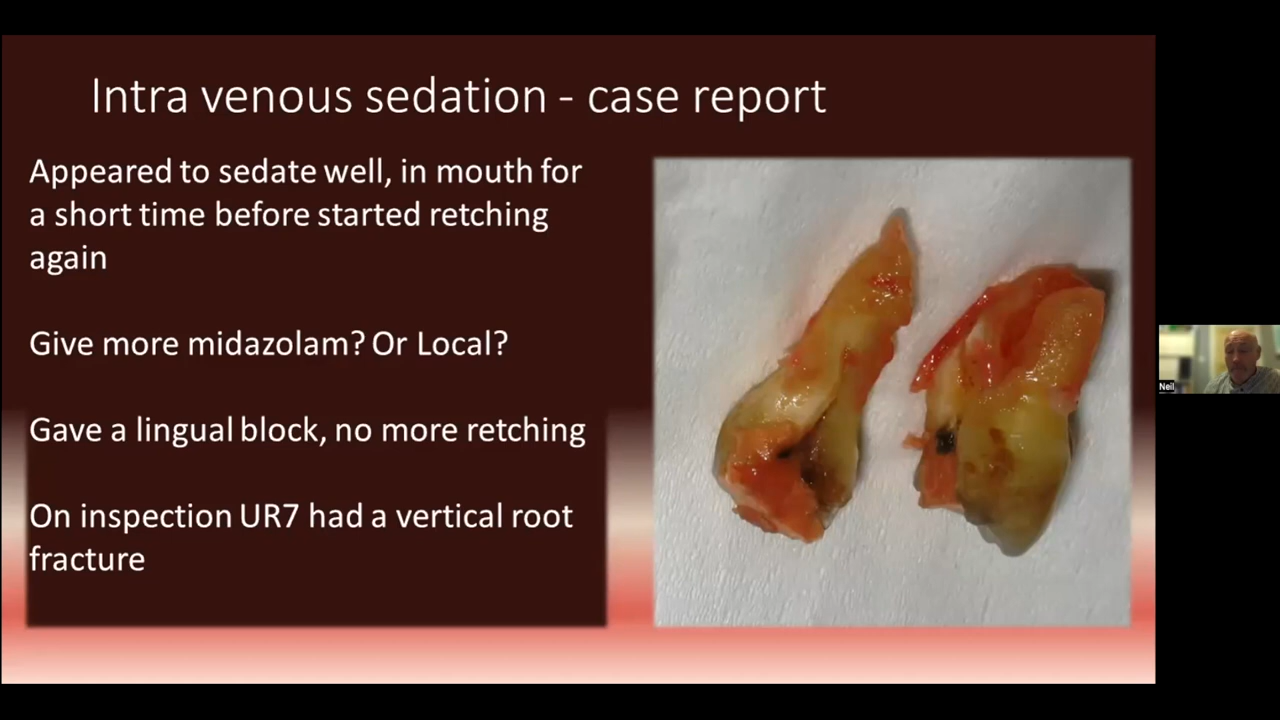 Intra venous sedation - case report
Appeared to sedate well, in mouth for
a short time before started retching
again
Give more midazolam? Or Local?
Gave a lingual block, no more retching
On inspection UR7 had a vertical root
fracture
Neil